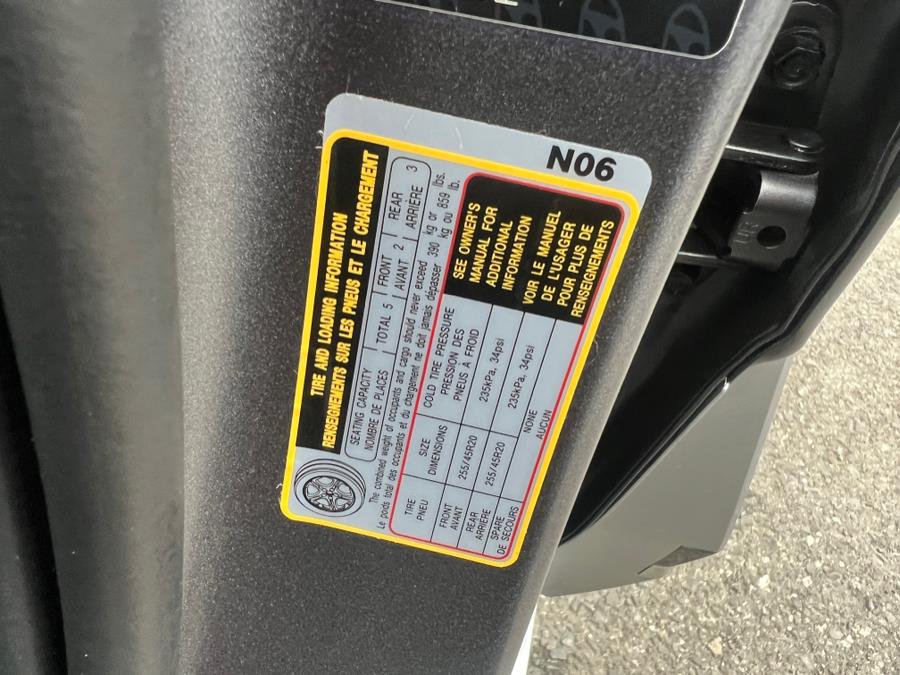 N06
TIRE AND LOADING INFORMATION
RENSEIGNEMENTS SUR LES PNEUS ET LE CHARGEMENT
SEATING CAPACITY
NOMBRE DE PLACES
TOTAL 5
FRONT
AVANT 2
REAR
ARRIÈRE 3
The combined weight of occupants and cargo should never exceed 390 kg or 859 lbs.
Le poids total des occupants et du chargement ne doit jamais dépasser 390 kg ou 859 lb.
TIRE
PNEU
SIZE
DIMENSIONS
COLD TIRE PRESSURE
PRESSION DES
PNEUS À FROID
FRONT
AVANT
255/45R20
235kPa, 34psi
REAR
ARRIÈRE
255/45R20
235kPa, 34psi
SPARE
DE SECOURS
NONE
AUCUN
SEE OWNER'S
MANUAL FOR
ADDITIONAL
INFORMATION
VOIR LE MANUEL
DE L'USAGER
POUR PLUS DE
RENSEIGNEMENTS